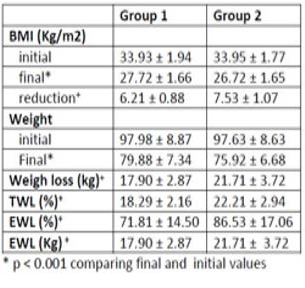 Group 1 Group 2
BMI (Kg/m2)
initial 33.93 ± 1.94 33.95 ± 1.77
final* 27.72 ± 1.66 26.72 ± 1.65
reduction⁺ 6.21 ± 0.88 7.53 ± 1.07
Weight
initial 97.98 ± 8.87 97.63 ± 8.63
Final* 79.88 ± 7.34 75.92 ± 6.68
Weigh loss (kg)⁺ 17.90 ± 2.87 21.71 ± 3.72
TWL (%)⁺ 18.29 ± 2.16 22.21 ± 2.94
EWL (%)⁺ 71.81 ± 14.50 86.53 ± 17.06
EWL (Kg) ⁺ 17.90 ± 2.87 21.71 ± 3.72
* p < 0.001 comparing final and initial values